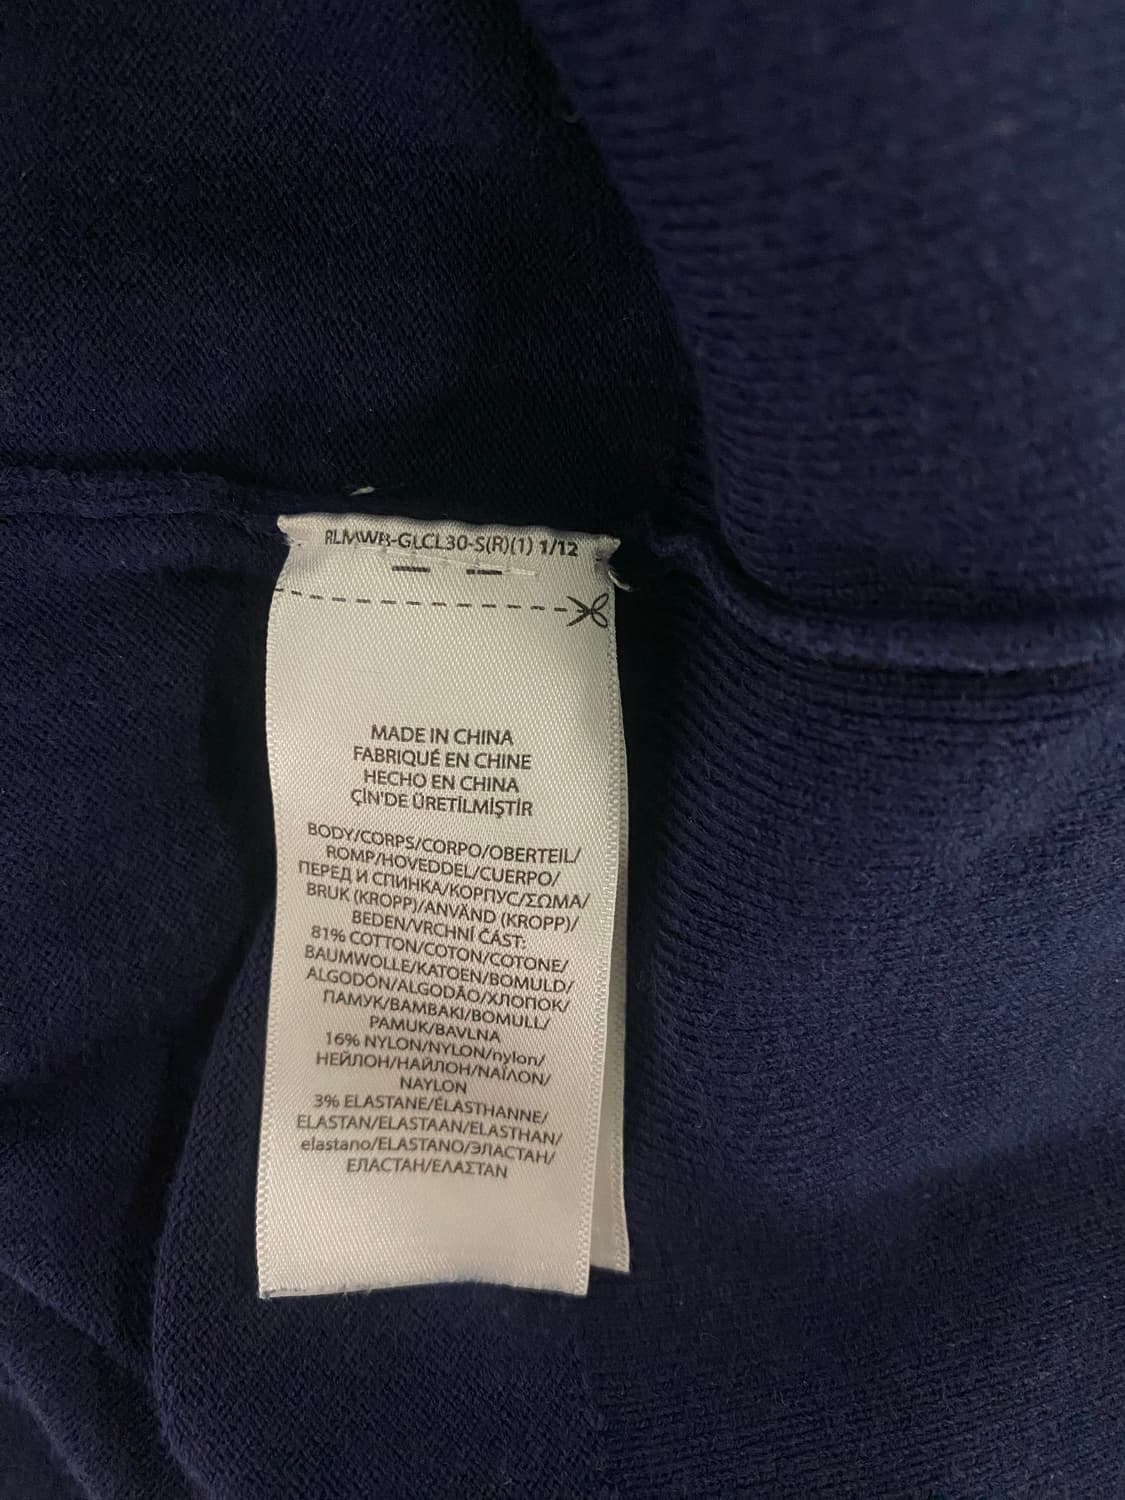 RLMWB-GLCL30-S(R)(1) 1/12
MADE IN CHINA
FABRIQUÉ EN CHINE
HECHO EN CHINA
ÇİN'DE ÜRETİLMİŞTİR
BODY/CORPS/CORPO/OBERTEIL/
ROMP/HOVEDDEL/CUERPO/
ПЕРЕД И СПИНКА/КОРПУС/ΣΩΜΑ/
BRUK (KROPP)/ANVÄND (KROPP)/
BEDEN/VRCHNÍ ČÁST:
81% COTTON/COTON/COTONE/
BAUMWOLLE/KATOEN/BOMULD/
ALGODÓN/ALGODÃO/ХЛОПОК/
ПАМУК/ΒΑΜΒΑΚΙ/BOMULL/
PAMUK/BAVLNA
16% NYLON/NYLON/nylon/
НЕЙЛОН/НАЙЛОН/ΝΑΪΛΟΝ/
NAYLON
3% ELASTANE/ÉLASTHANNE/
ELASTAN/ELASTAAN/ELASTHAN/
elastano/ELASTANO/ЭЛАСТАН/
ЕЛАСТАН/ΕΛΑΣΤΑΝ